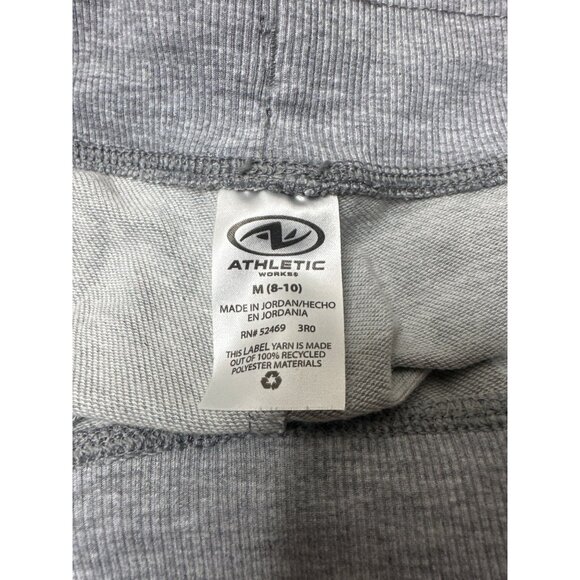 ATHLETIC
WORKS®
M (8-10)
MADE IN JORDAN/HECHO
EN JORDANIA
RN# 52469 3R0
THIS LABEL YARN IS MADE
OUT OF 100% RECYCLED
POLYESTER MATERIALS